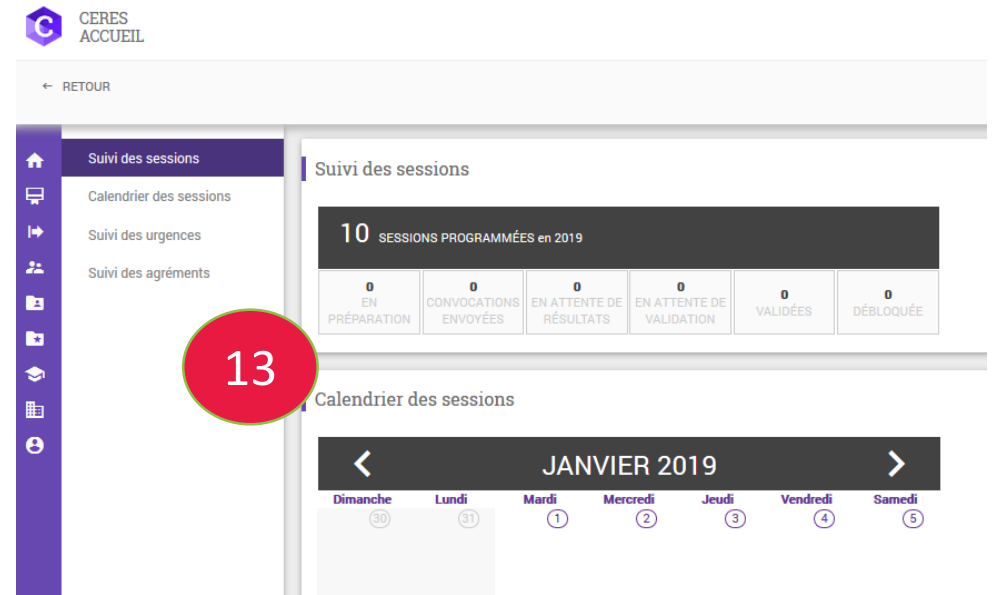 CERES
ACCUEIL
← RETOUR
Suivi des sessions
Calendrier des sessions
Suivi des urgences
Suivi des agréments
Suivi des sessions
10 SESSIONS PROGRAMMÉES en 2019
0
EN
PRÉPARATION
0
CONVOCATIONS
ENVOYÉES
0
EN ATTENTE DE
RÉSULTATS
0
EN ATTENTE DE
VALIDATION
0
VALIDÉES
0
DÉBLOQUÉE
13
Calendrier des sessions
JANVIER 2019
Dimanche Lundi Mardi Mercredi Jeudi Vendredi Samedi
30 31 1 2 3 4 5